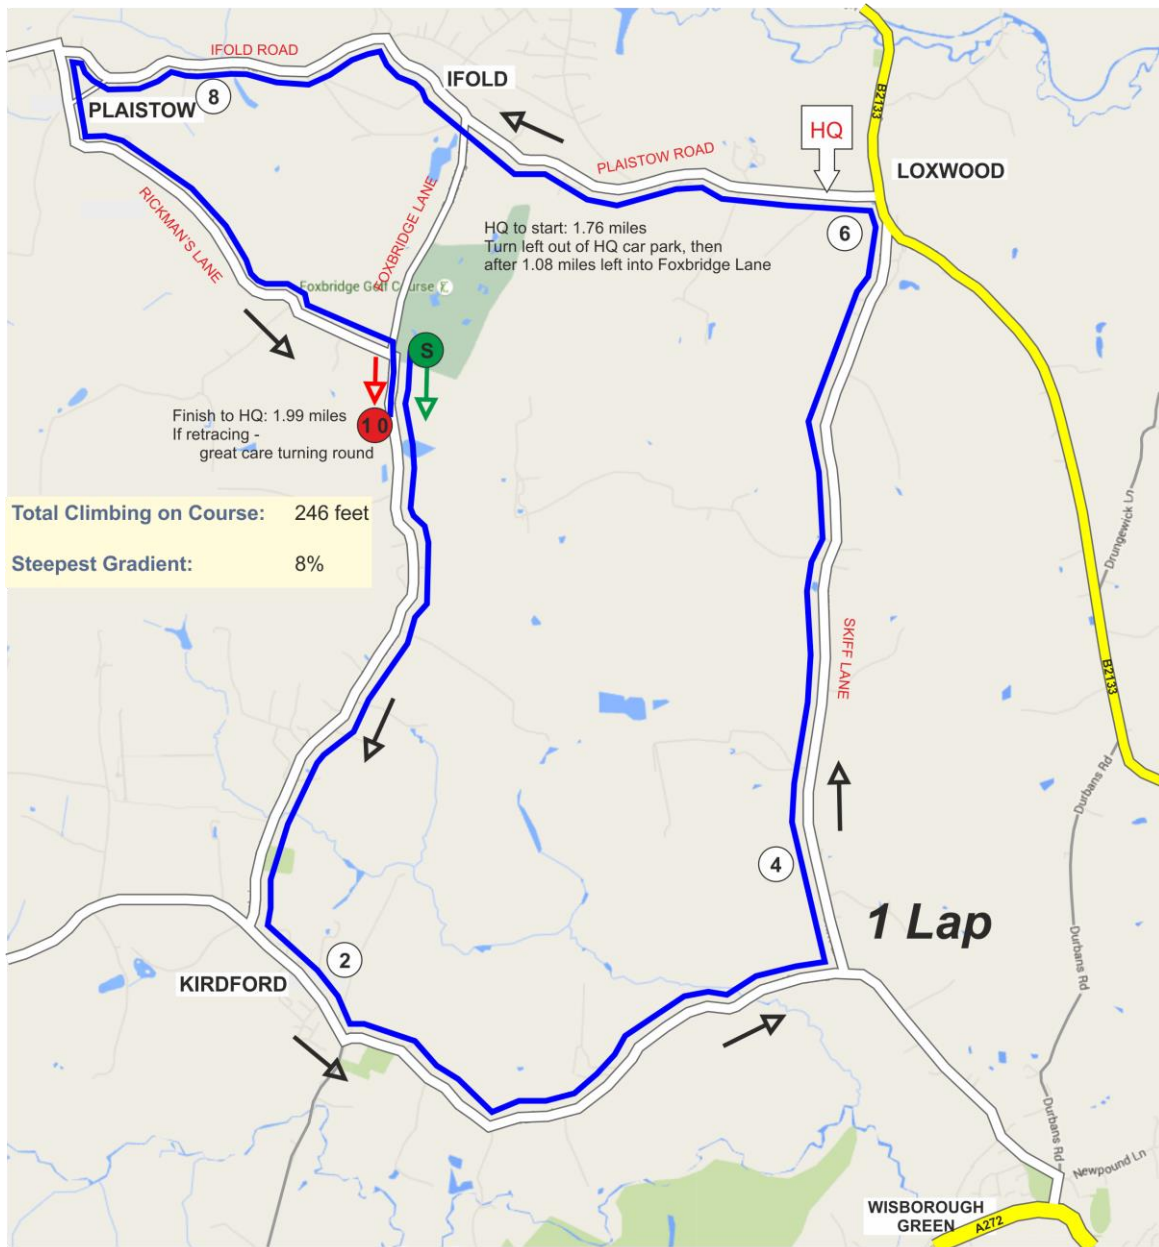 IFOLD ROAD
IFOLD
8
PLAISTOW
B2133
HQ
PLAISTOW ROAD
LOXWOOD
RICKMAN'S LANE
FOXBRIDGE LANE
HQ to start: 1.76 miles
Turn left out of HQ car park, then
after 1.08 miles left into Foxbridge Lane
6
Foxbridge Golf Course
S
Finish to HQ: 1.99 miles
If retracing -
great care turning round
10
Total Climbing on Course: 246 feet
Steepest Gradient: 8%
Drungewick Ln
SKIFF LANE
B2133
Durbans Rd
4
1 Lap
2
KIRDFORD
Durbans Rd
Durbans Rd
Newpound Ln
WISBOROUGH
GREEN
A272